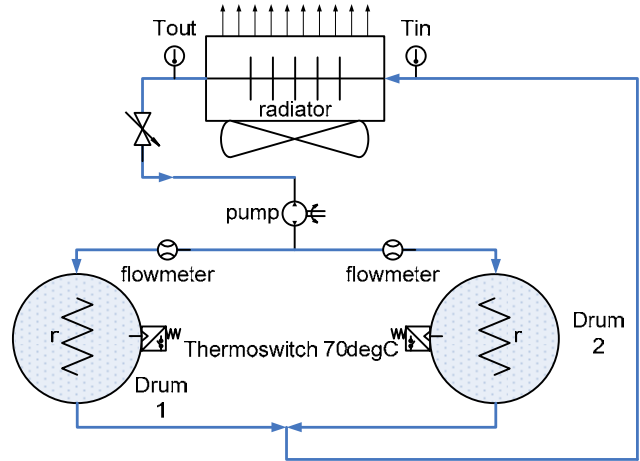 Tout
Tin
radiator
pump
flowmeter
flowmeter
r
r
Thermoswitch 70degC
Drum
2
Drum
1